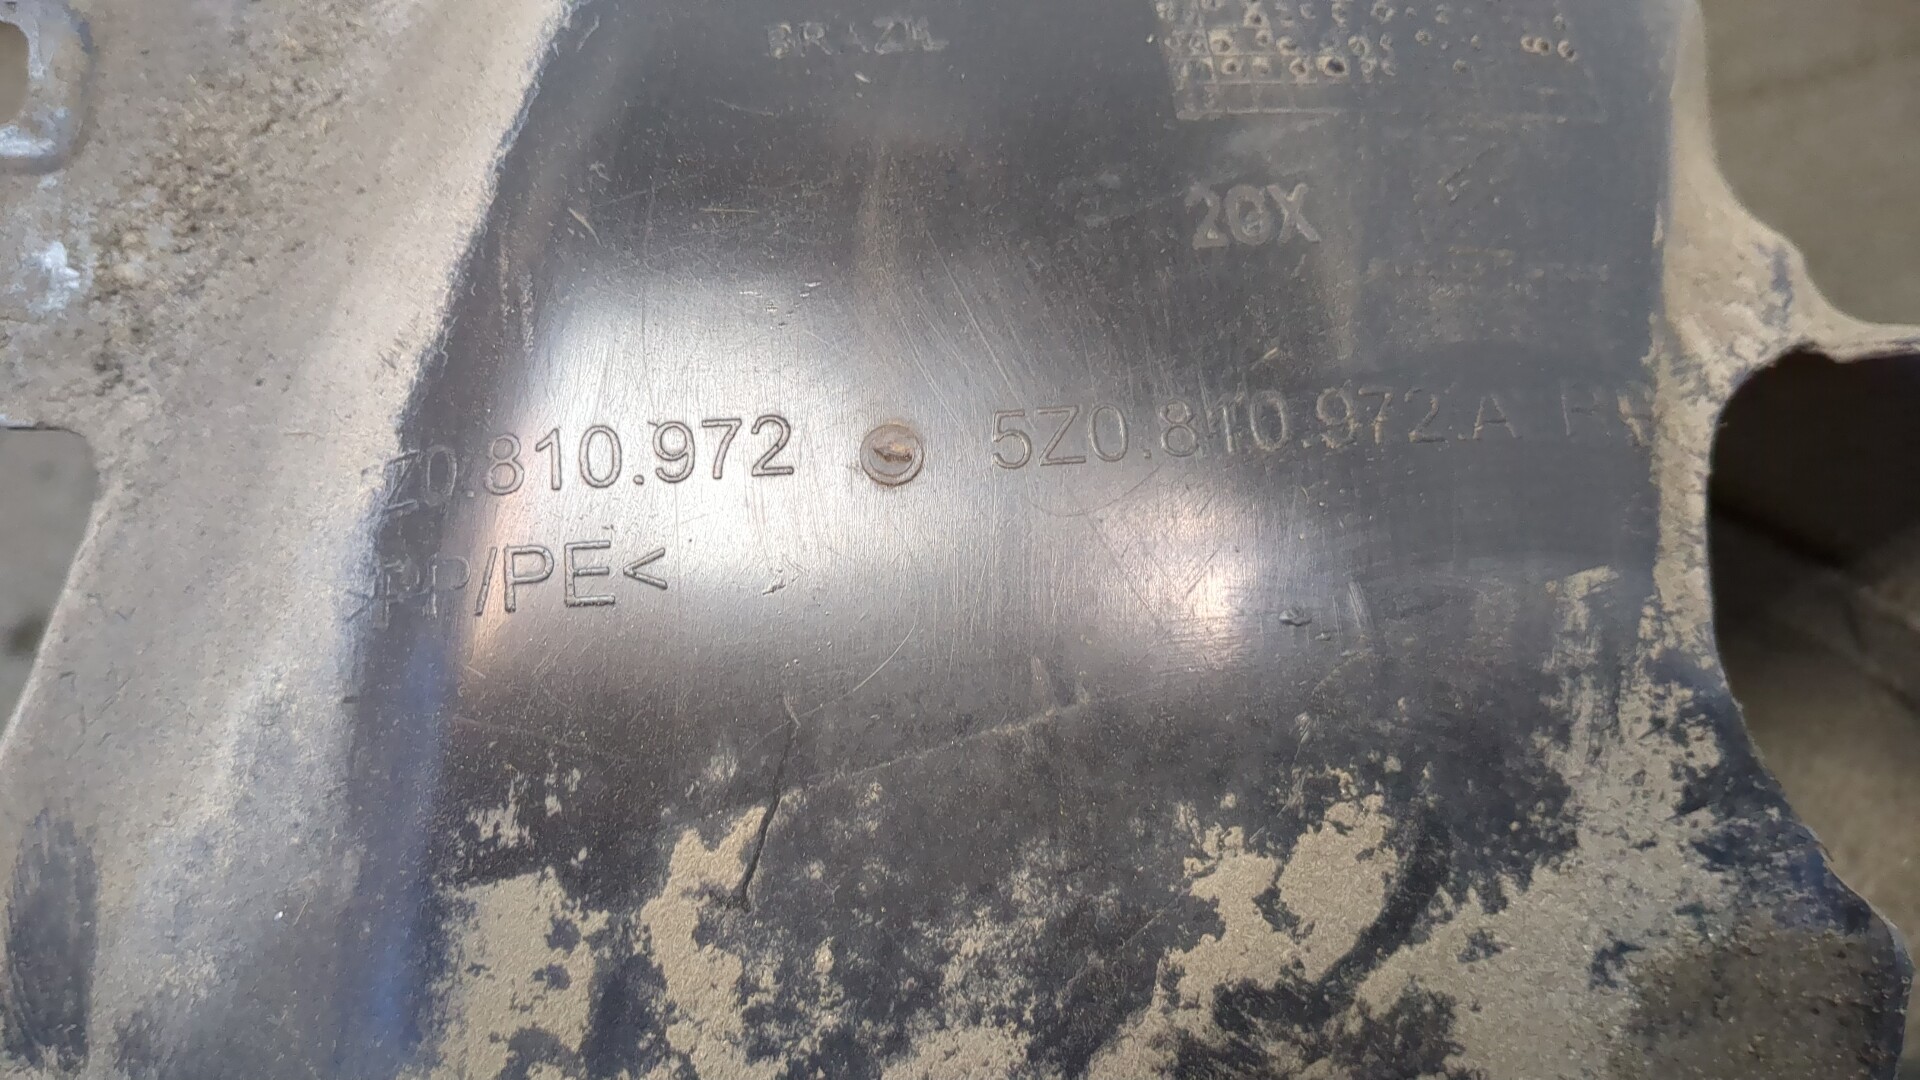 BRAZIL
20X
5Z0.810.972 5Z0.810.972.A R.H
>PP/PE<